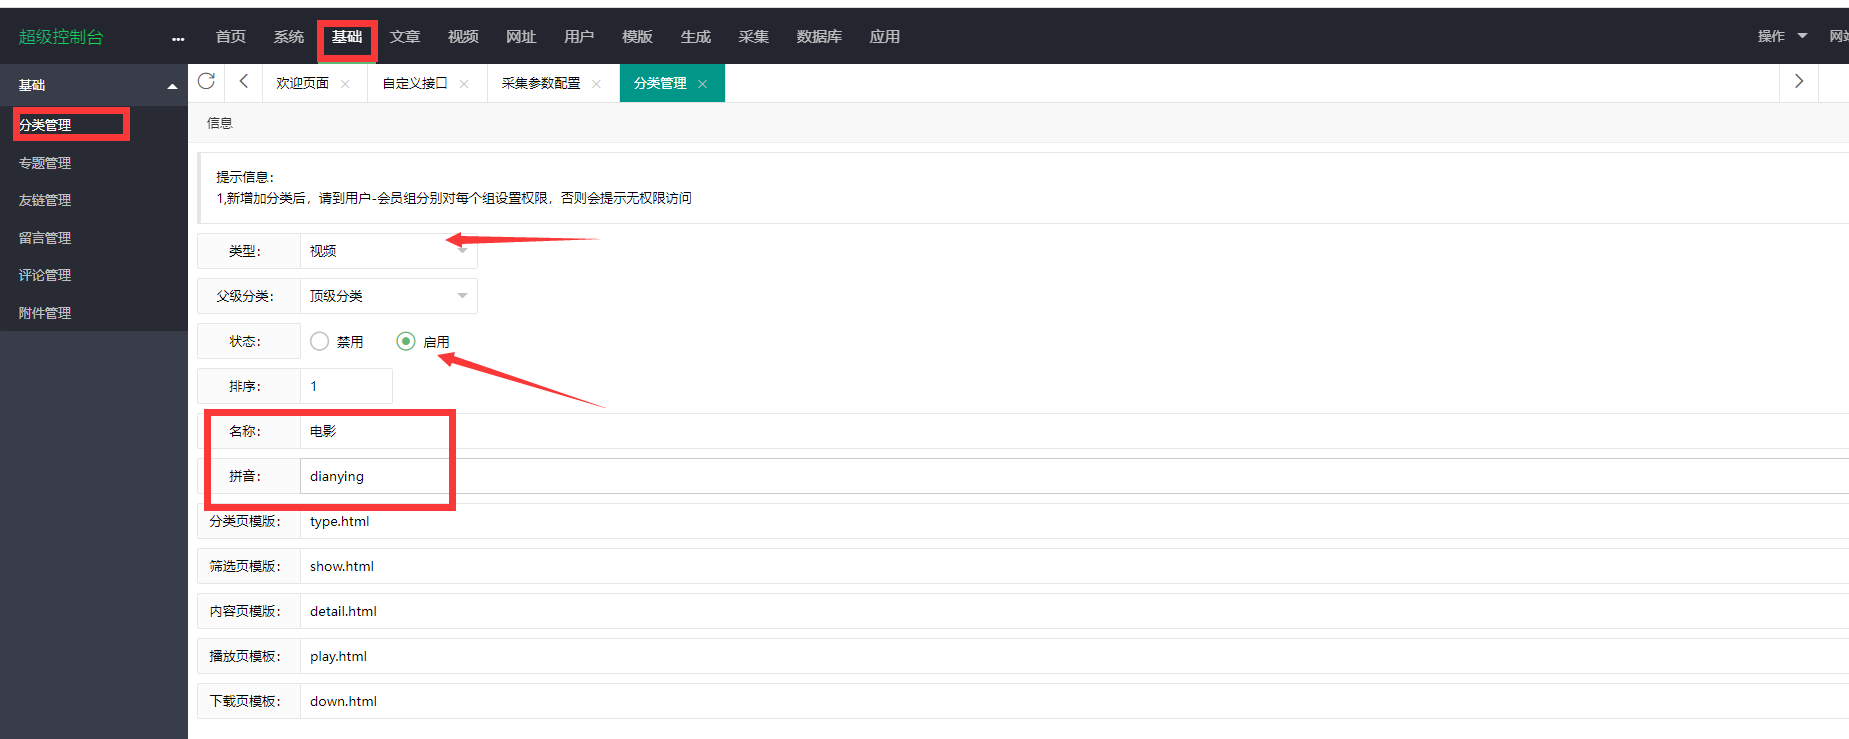 超级控制台 ... 首页 系统 基础 文章 视频 网址 用户 模版 生成 采集 数据库 应用 操作 网站
基础
分类管理
专题管理
友链管理
留言管理
评论管理
附件管理
欢迎页面 自定义接口 采集参数配置 分类管理
信息
提示信息：
1,新增加分类后，请到用户-会员组分别对每个组设置权限，否则会提示无权限访问
类型： 视频
父级分类： 顶级分类
状态： 禁用 启用
排序： 1
名称： 电影
拼音： dianying
分类页模版： type.html
筛选页模版： show.html
内容页模版： detail.html
播放页模板： play.html
下载页模板： down.html